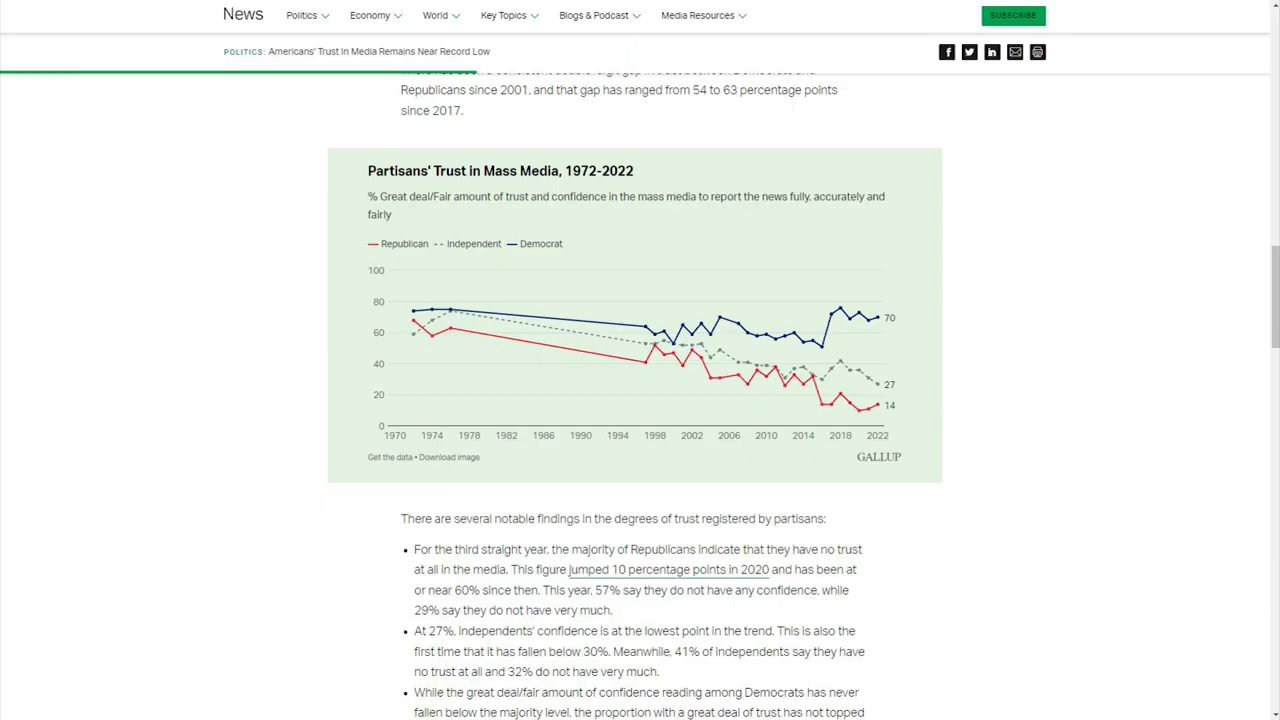 News
Politics
Economy
World
Key Topics
Blogs & Podcast
Media Resources
SUBSCRIBE
POLITICS: Americans' Trust In Media Remains Near Record Low
Republicans since 2001, and that gap has ranged from 54 to 63 percentage points
since 2017.
Partisans' Trust in Mass Media, 1972-2022
% Great deal/Fair amount of trust and confidence in the mass media to report the news fully, accurately and
fairly
Republican Independent Democrat
100
80
60
40
20
0
70
27
14
1970 1974 1978 1982 1986 1990 1994 1998 2002 2006 2010 2014 2018 2022
Get the data • Download image
GALLUP
There are several notable findings in the degrees of trust registered by partisans:
• For the third straight year, the majority of Republicans indicate that they have no trust
at all in the media. This figure jumped 10 percentage points in 2020 and has been at
or near 60% since then. This year, 57% say they do not have any confidence, while
29% say they do not have very much.
• At 27%, independents' confidence is at the lowest point in the trend. This is also the
first time that it has fallen below 30%. Meanwhile, 41% of independents say they have
no trust at all and 32% do not have very much.
• While the great deal/fair amount of confidence reading among Democrats has never
fallen below the majority level, the proportion with a great deal of trust has not topped